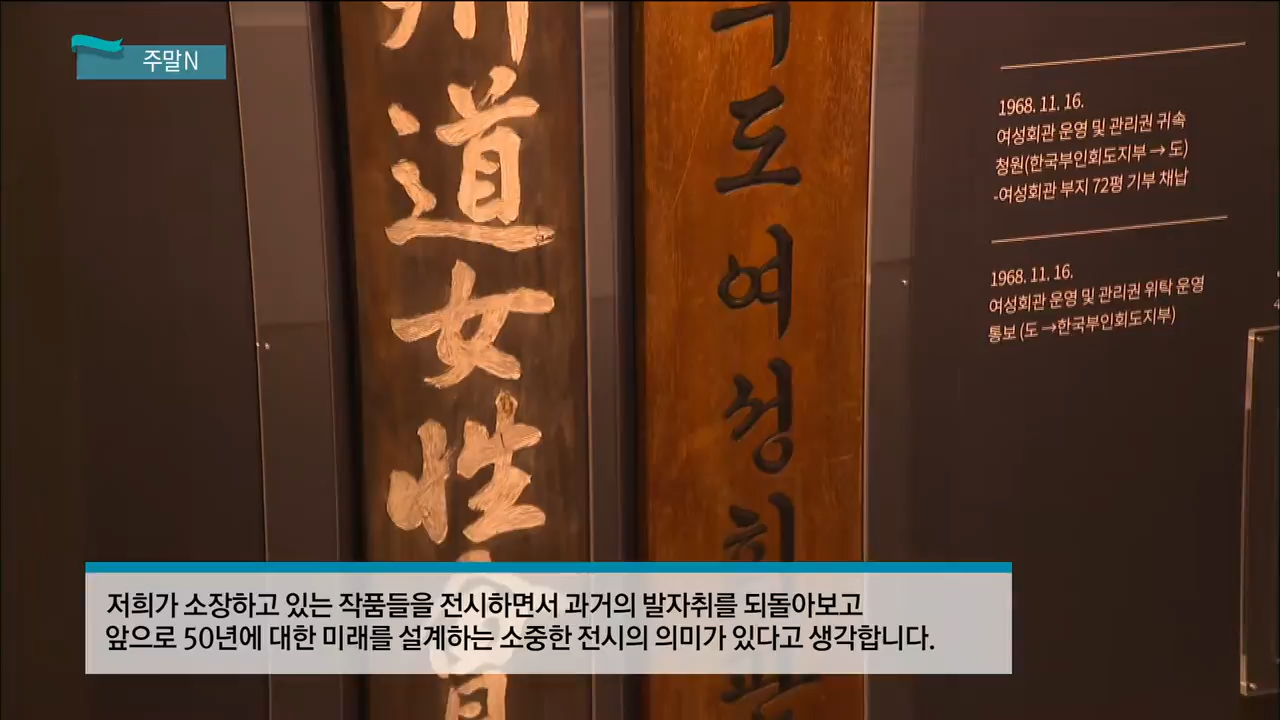 주말N
州道女性會
주도여성회관
1968. 11. 16.
여성회관 운영 및 관리권 귀속
청원(한국부인회도지부 → 도)
-여성회관 부지 72평 기부 채납
1968. 11. 16.
여성회관 운영 및 관리권 위탁 운영
통보 (도 →한국부인회도지부)
저희가 소장하고 있는 작품들을 전시하면서 과거의 발자취를 되돌아보고
앞으로 50년에 대한 미래를 설계하는 소중한 전시의 의미가 있다고 생각합니다.